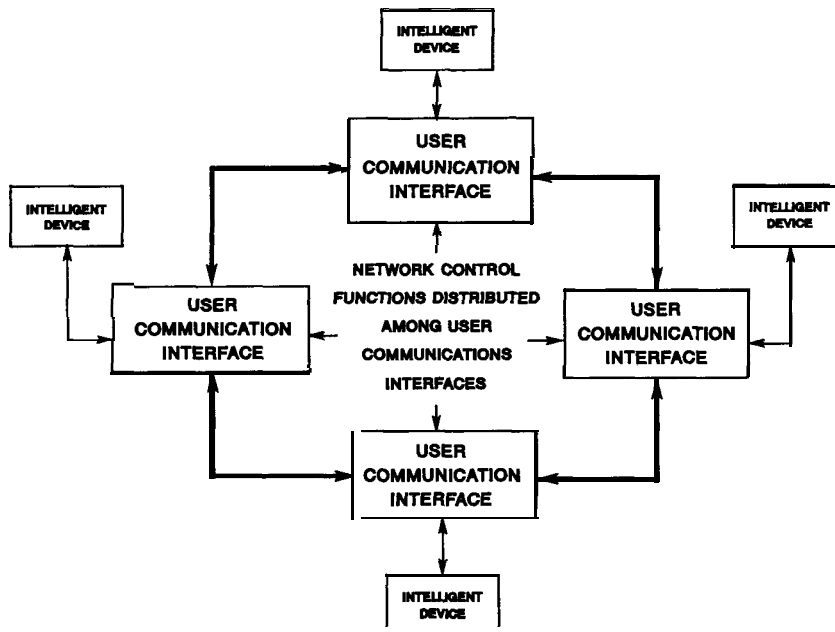 INTELLIGENT
DEVICE
USER
COMMUNICATION
INTERFACE
INTELLIGENT
DEVICE
INTELLIGENT
DEVICE
NETWORK CONTROL
FUNCTIONS DISTRIBUTED
AMONG USER
COMMUNICATIONS
INTERFACES
USER
COMMUNICATION
INTERFACE
USER
COMMUNICATION
INTERFACE
USER
COMMUNICATION
INTERFACE
INTELLIGENT
DEVICE